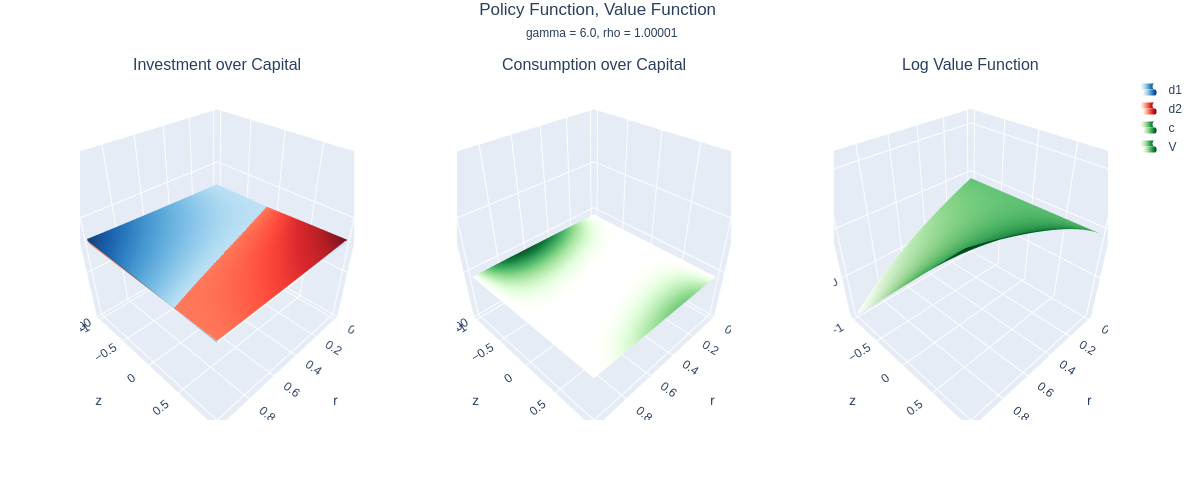 Policy Function, Value Function
gamma = 6.0, rho = 1.00001
Investment over Capital
Consumption over Capital
Log Value Function
d1
d2
c
V
−0.5
0
0.5
z
0.2
0.4
0.6
0.8
r
−0.5
0
0.5
z
0.2
0.4
0.6
0.8
r
−1
−0.5
0
0.5
z
0.2
0.4
0.6
0.8
r